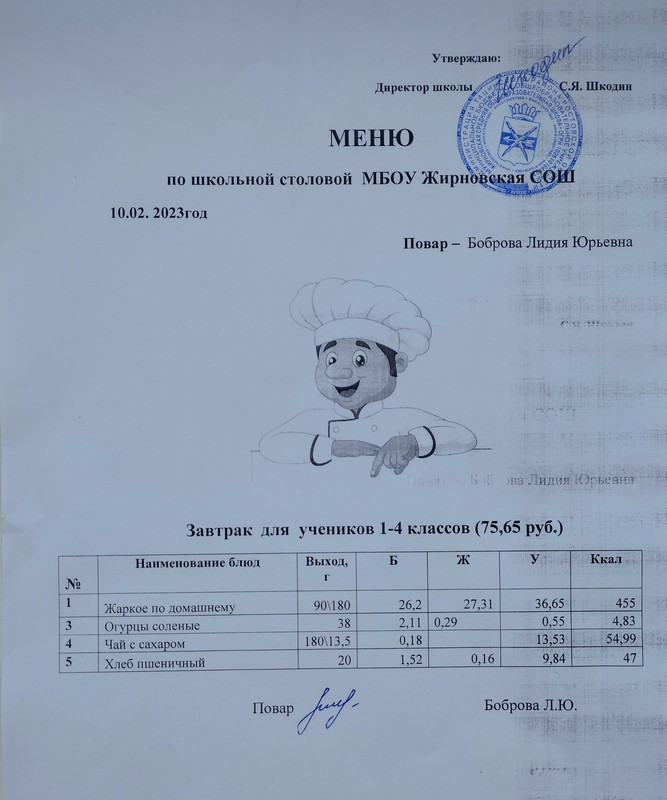 Утверждаю:
Директор школы С.Я. Шкодин
МЕНЮ
по школьной столовой МБОУ Жирновская СОШ
10.02. 2023год
Повар – Боброва Лидия Юрьевна
Завтрак для учеников 1-4 классов (75,65 руб.)
№ Наименование блюд Выход, г Б Ж У Ккал
1 Жаркое по домашнему 90\180 26,2 27,31 36,65 455
3 Огурцы соленые 38 2,11 0,29 0,55 4,83
4 Чай с сахаром 180\13,5 0,18 13,53 54,99
5 Хлеб пшеничный 20 1,52 0,16 9,84 47
Повар Боброва Л.Ю.